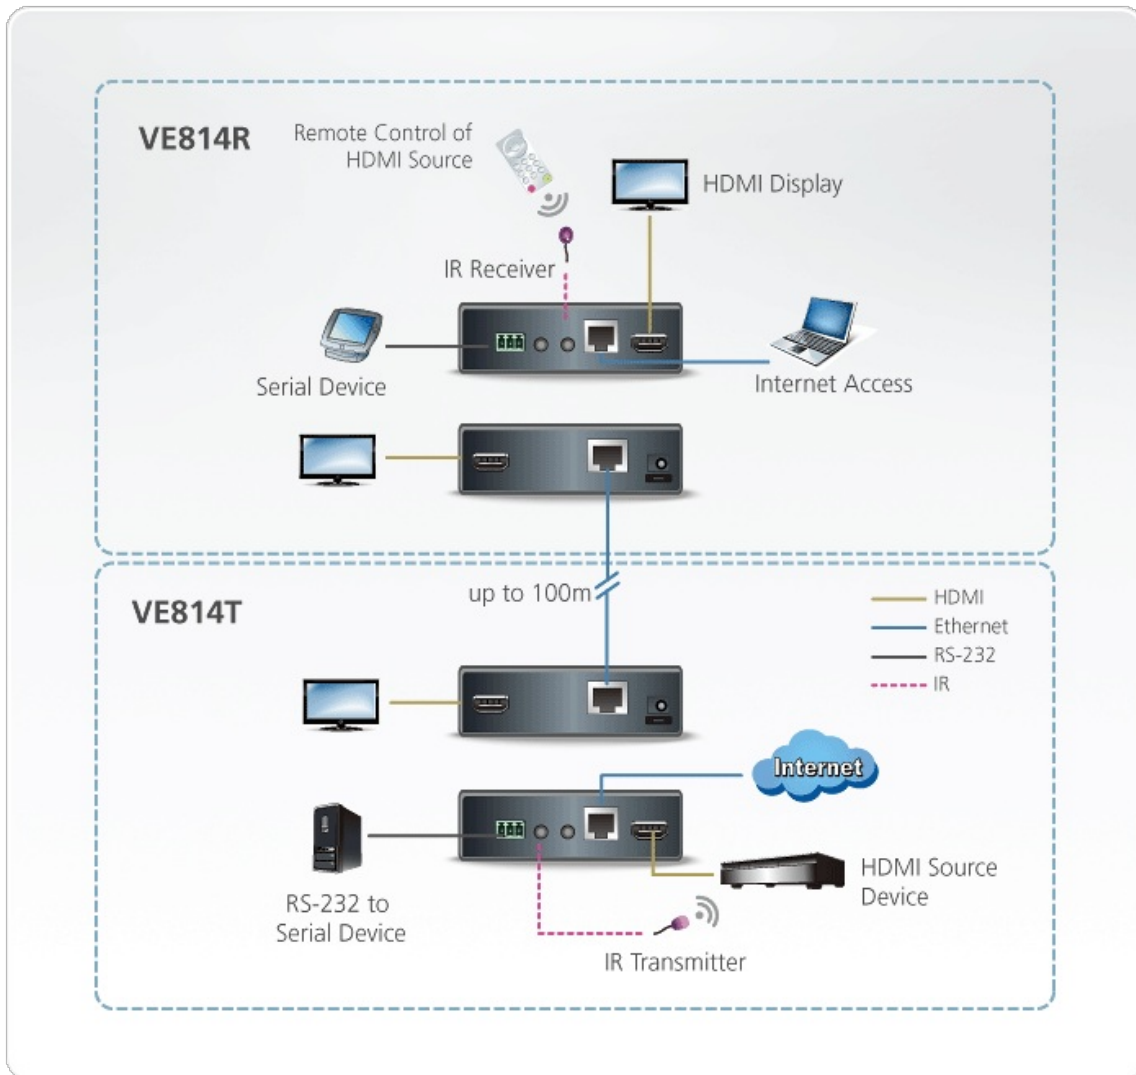 VE814R
Remote Control of
HDMI Source
HDMI Display
IR Receiver
Serial Device
Internet Access
up to 100m
VE814T
HDMI
Ethernet
RS-232
IR
Internet
RS-232 to
Serial Device
HDMI Source
Device
IR Transmitter